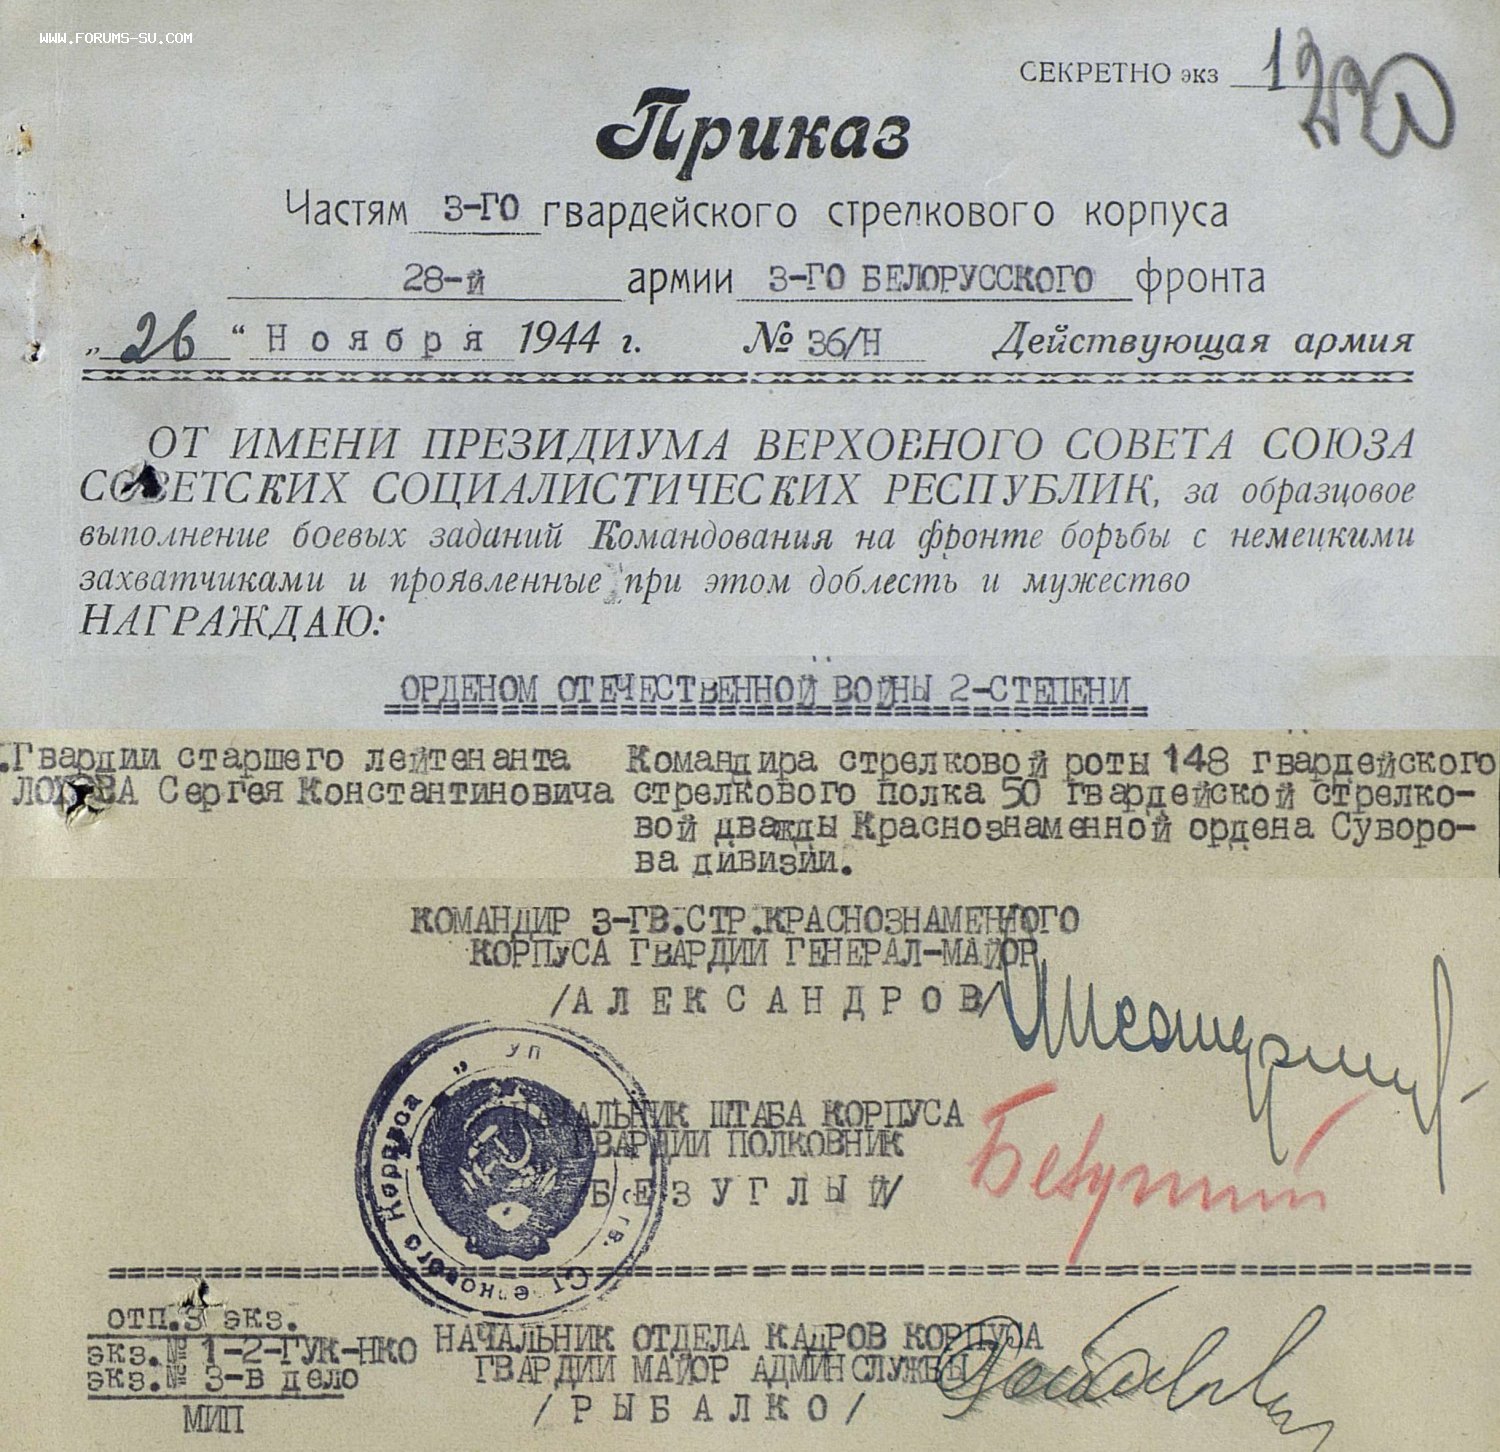 WWW.FORUMS-SU.COM
СЕКРЕТНО экз 1
Приказ
Частям 3-ГО гвардейского стрелкового корпуса
28-й армии 3-ГО БЕЛОРУССКОГО фронта
„26“ Ноября 1944 г. № 36/Н Действующая армия
ОТ ИМЕНИ ПРЕЗИДИУМА ВЕРХОВНОГО СОВЕТА СОЮЗА
СОВЕТСКИХ СОЦИАЛИСТИЧЕСКИХ РЕСПУБЛИК, за образцовое
выполнение боевых заданий Командования на фронте борьбы с немецкими
захватчиками и проявленные при этом доблесть и мужество
НАГРАЖДАЮ:
ОРДЕНОМ ОТЕЧЕСТВЕННОЙ ВОЙНЫ 2-СТЕПЕНИ
.Гвардии старшего лейтенанта Командира стрелковой роты 148 гвардейского
Сергея Константиновича стрелкового полка 50 гвардейской стрелко-
вой дважды Краснознаменной ордена Суворо-
ва дивизии.
КОМАНДИР 3-ГВ.СТР.КРАСНОЗНАМЕННОГО
КОРПУСА ГВАРДИИ ГЕНЕРАЛ-МАЙОР
/АЛЕКСАНДРОВ/
НАЧАЛЬНИК ШТАБА КОРПУСА
ГВАРДИИ ПОЛКОВНИК
БЕЗУГЛЫЙ/
Корпуса
отп.3 экз.
экз.№ 1-2-ГУК-НКО
экз.№ 3-в дело
МИП
НАЧАЛЬНИК ОТДЕЛА КАДРОВ КОРПУСА
ГВАРДИИ МАЙОР АДМИНСЛУЖБЫ
/РЫБАЛКО/